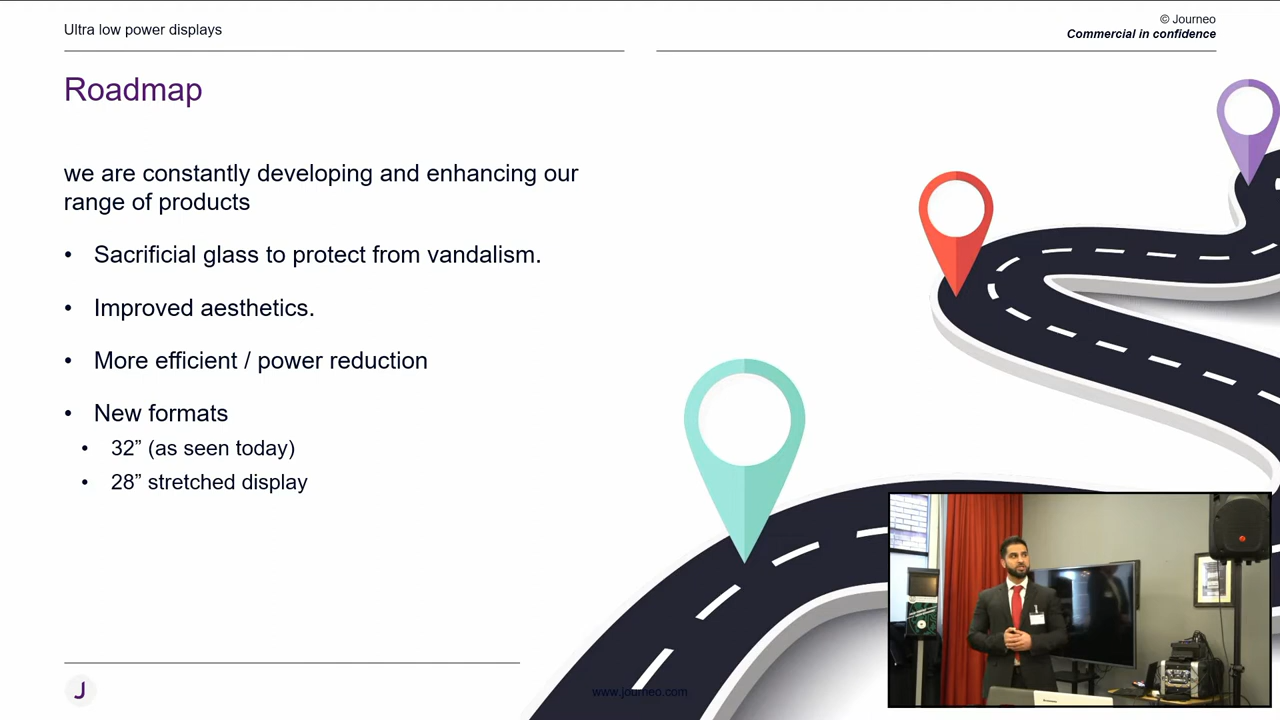 Ultra low power displays
© Journeo
Commercial in confidence
Roadmap
we are constantly developing and enhancing our
range of products
• Sacrificial glass to protect from vandalism.
• Improved aesthetics.
• More efficient / power reduction
• New formats
• 32” (as seen today)
• 28” stretched display
J
www.journeo.com